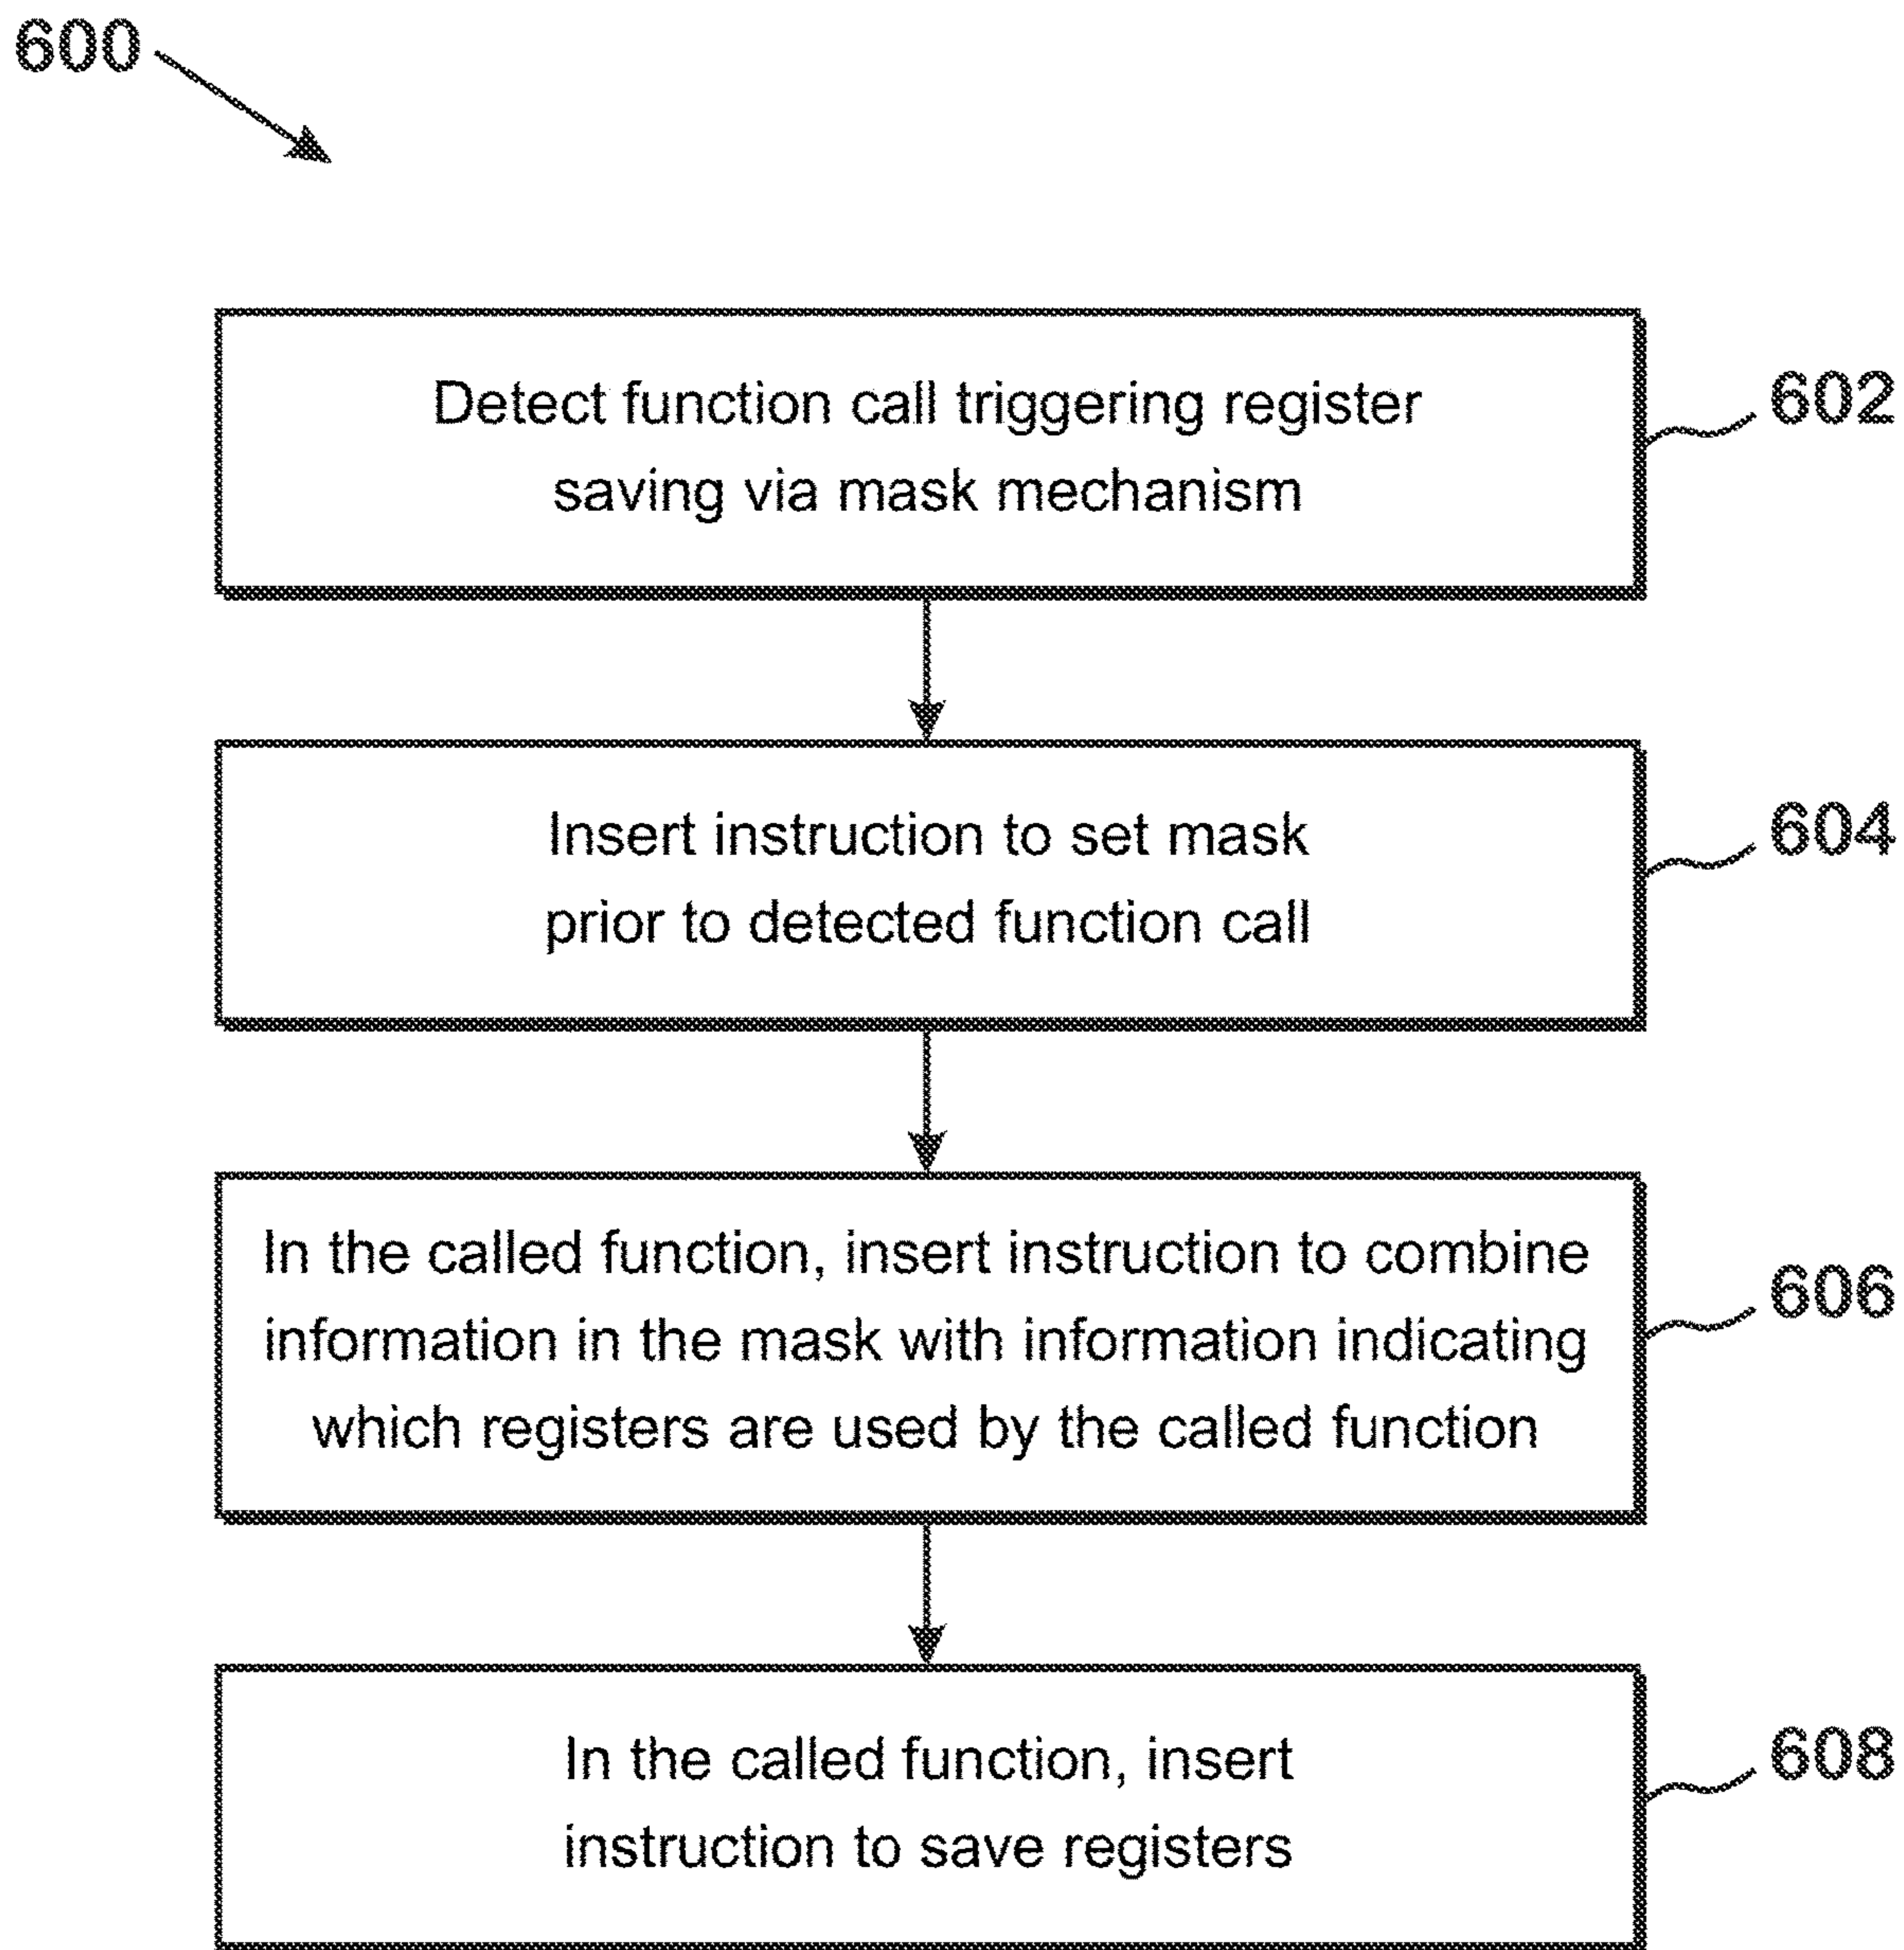 600
Detect function call triggering register
saving via mask mechanism
602
Insert instruction to set mask
prior to detected function call
604
In the called function, insert instruction to combine
information in the mask with information indicating
which registers are used by the called function
606
In the called function, insert
instruction to save registers
608